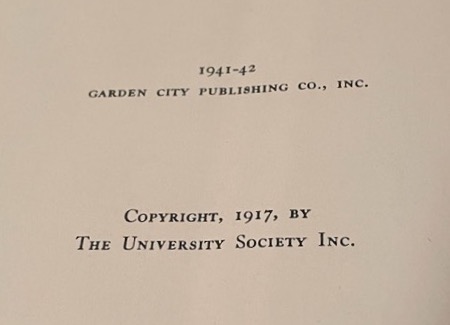 1941-42
GARDEN CITY PUBLISHING CO., INC.
COPYRIGHT, 1917, BY
THE UNIVERSITY SOCIETY INC.